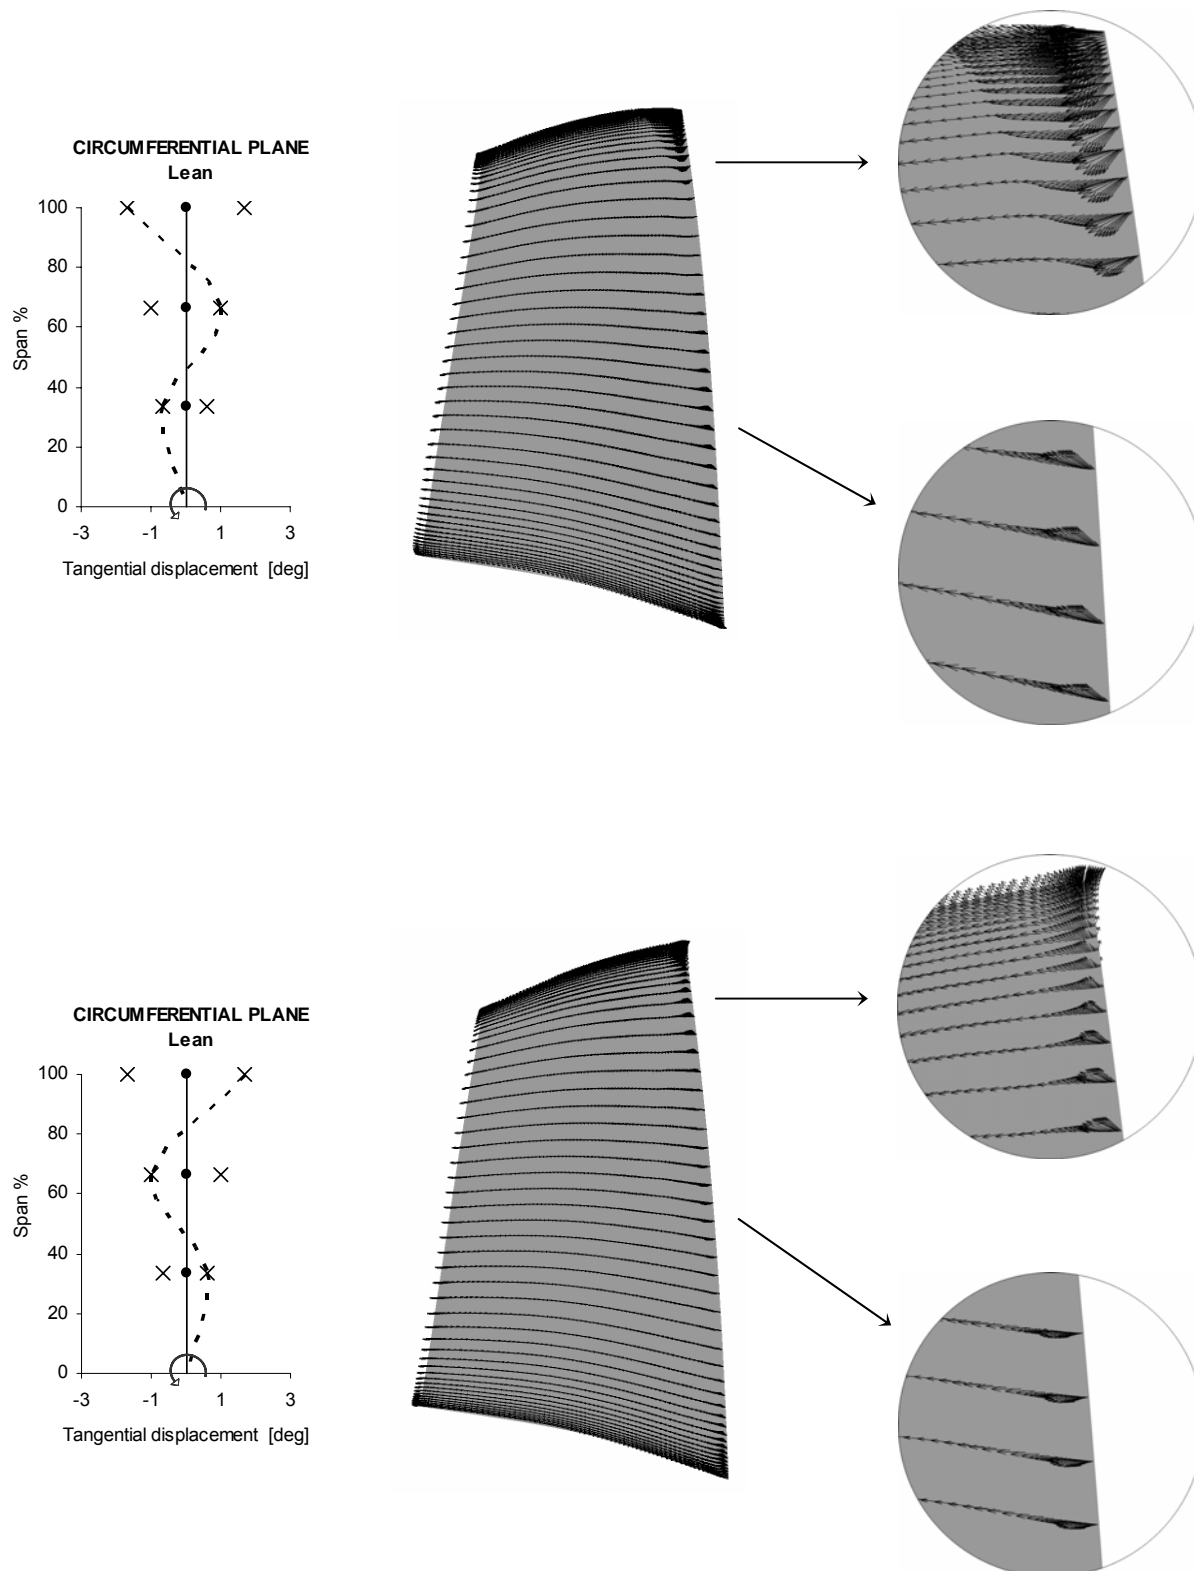 CIRCUMFERENTIAL PLANE
Lean
100
80
60
40
20
0
Span %
-3 -1 1 3
Tangential displacement [deg]
CIRCUMFERENTIAL PLANE
Lean
100
80
60
40
20
0
Span %
-3 -1 1 3
Tangential displacement [deg]